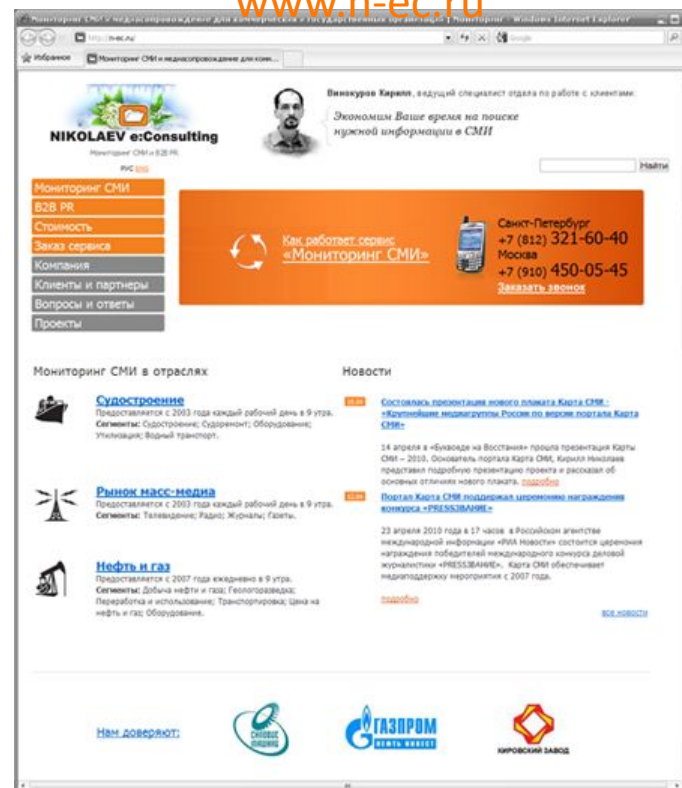 www.n-ec.ru
Мониторинг СМИ и медиасопровождение для коммерческих и государственных организаций | Мониторинг - Windows Internet Explorer
http://n-ec.ru/
Google
Избранное
Мониторинг СМИ и медиасопровождение для комм...
NIKOLAEV e:Consulting
Мониторинг СМИ и B2B PR
РУС ENG
Винокуров Кирилл, ведущий специалист отдела по работе с клиентами:
Экономим Ваше время на поиске
нужной информации в СМИ
Найти
Мониторинг СМИ
B2B PR
Стоимость
Заказ сервиса
Компания
Клиенты и партнеры
Вопросы и ответы
Проекты
Как работает сервис
«Мониторинг СМИ»
Санкт-Петербург
+7 (812) 321-60-40
Москва
+7 (910) 450-05-45
Заказать звонок
Мониторинг СМИ в отраслях
Судостроение
Предоставляется с 2003 года каждый рабочий день в 9 утра.
Сегменты: Судостроение; Судоремонт; Оборудование;
Утилизация; Водный транспорт.
Рынок масс-медиа
Предоставляется с 2003 года каждый рабочий день в 9 утра.
Сегменты: Телевидение; Радио; Журналы; Газеты.
Нефть и газ
Предоставляется с 2007 года ежедневно в 9 утра.
Сегменты: Добыча нефти и газа; Геологоразведка;
Переработка и использование; Транспортировка; Цена на
нефть и газ; Оборудование.
Новости
Состоялась презентация нового плаката Карта СМИ -
«Крупнейшие медиагруппы России по версии портала Карта
СМИ»
14 апреля в «Буквоеде на Восстания» прошла презентация Карты
СМИ – 2010. Основатель портала Карта СМИ, Кирилл Николаев
представил подробную презентацию проекта и рассказал об
основных отличиях нового плаката. подробно
Портал Карта СМИ поддержал церемонию награждения
конкурса «PRESSЗВАНИЕ»
23 апреля 2010 года в 17 часов в Российском агентстве
международной информации «РИА Новости» состоится церемония
награждения победителей международного конкурса деловой
журналистики «PRESSЗВАНИЕ». Карта СМИ обеспечивает
медиаподдержку мероприятия с 2007 года.
подробно
все новости
Нам доверяют:
СИЛОВЫЕ
МАШИНЫ
ГАЗПРОМ
НЕФТЬ ИНВЕСТ
КИРОВСКИЙ ЗАВОД